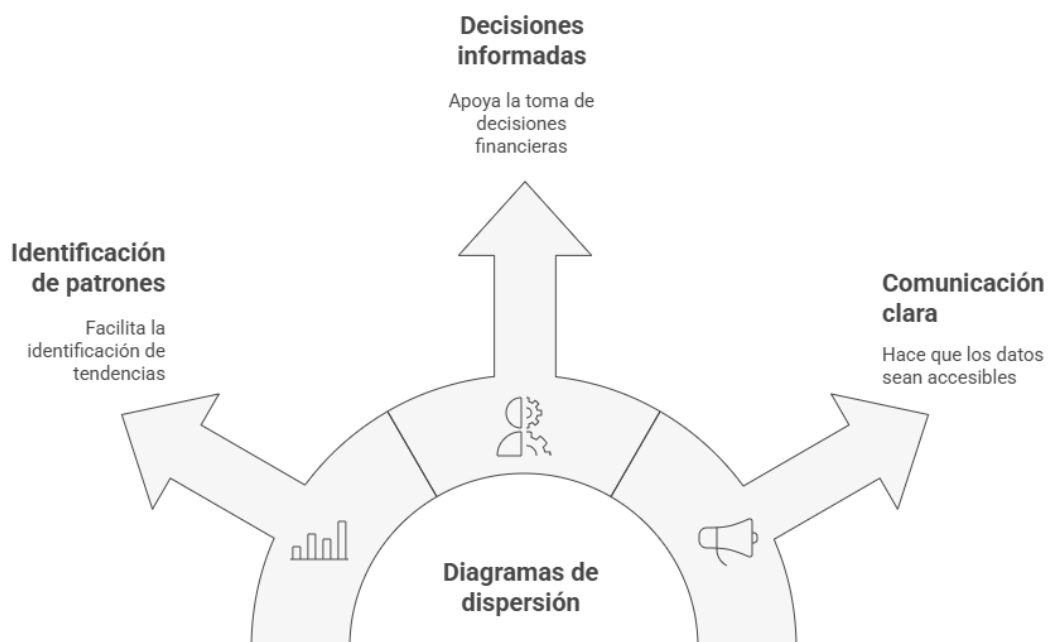 Decisiones
informadas
Apoya la toma de
decisiones
financieras
Identificación
de patrones
Facilita la
identificación de
tendencias
Comunicación
clara
Hace que los datos
sean accesibles
Diagramas de
dispersión